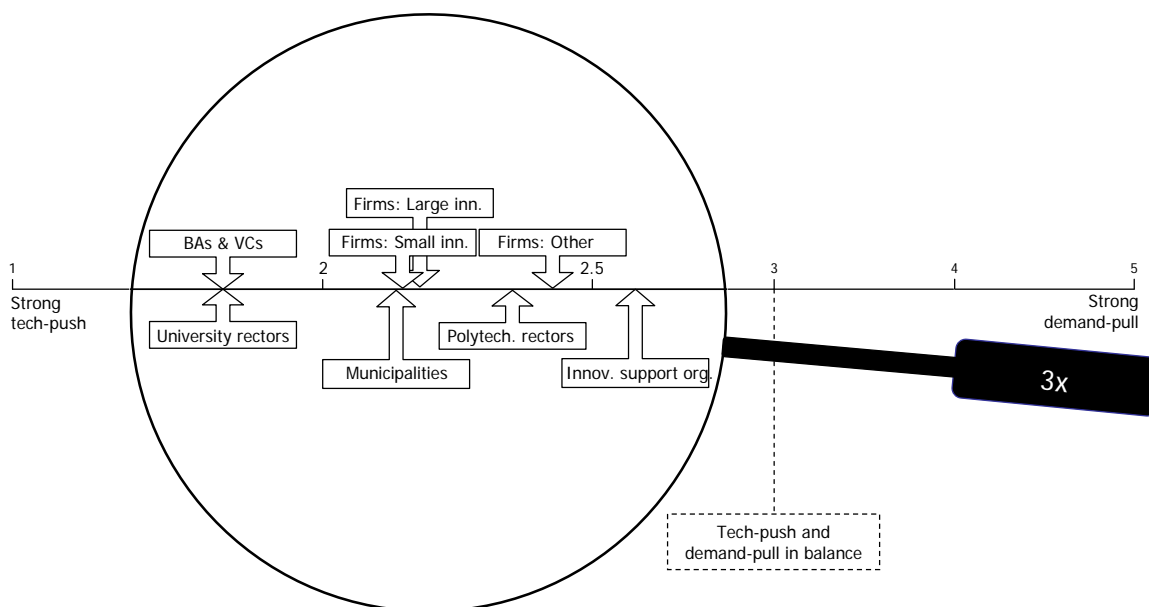 Firms: Large inn.
BAs & VCs
Firms: Small inn.
Firms: Other
1
2
2.5
3
4
5
Strong
tech-push
Strong
demand-pull
University rectors
Polytech. rectors
Municipalities
Innov. support org.
3x
Tech-push and
demand-pull in balance